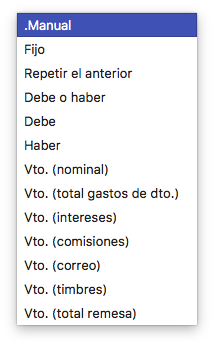 .Manual
Fijo
Repetir el anterior
Debe o haber
Debe
Haber
Vto. (nominal)
Vto. (total gastos de dto.)
Vto. (intereses)
Vto. (comisiones)
Vto. (correo)
Vto. (timbres)
Vto. (total remesa)